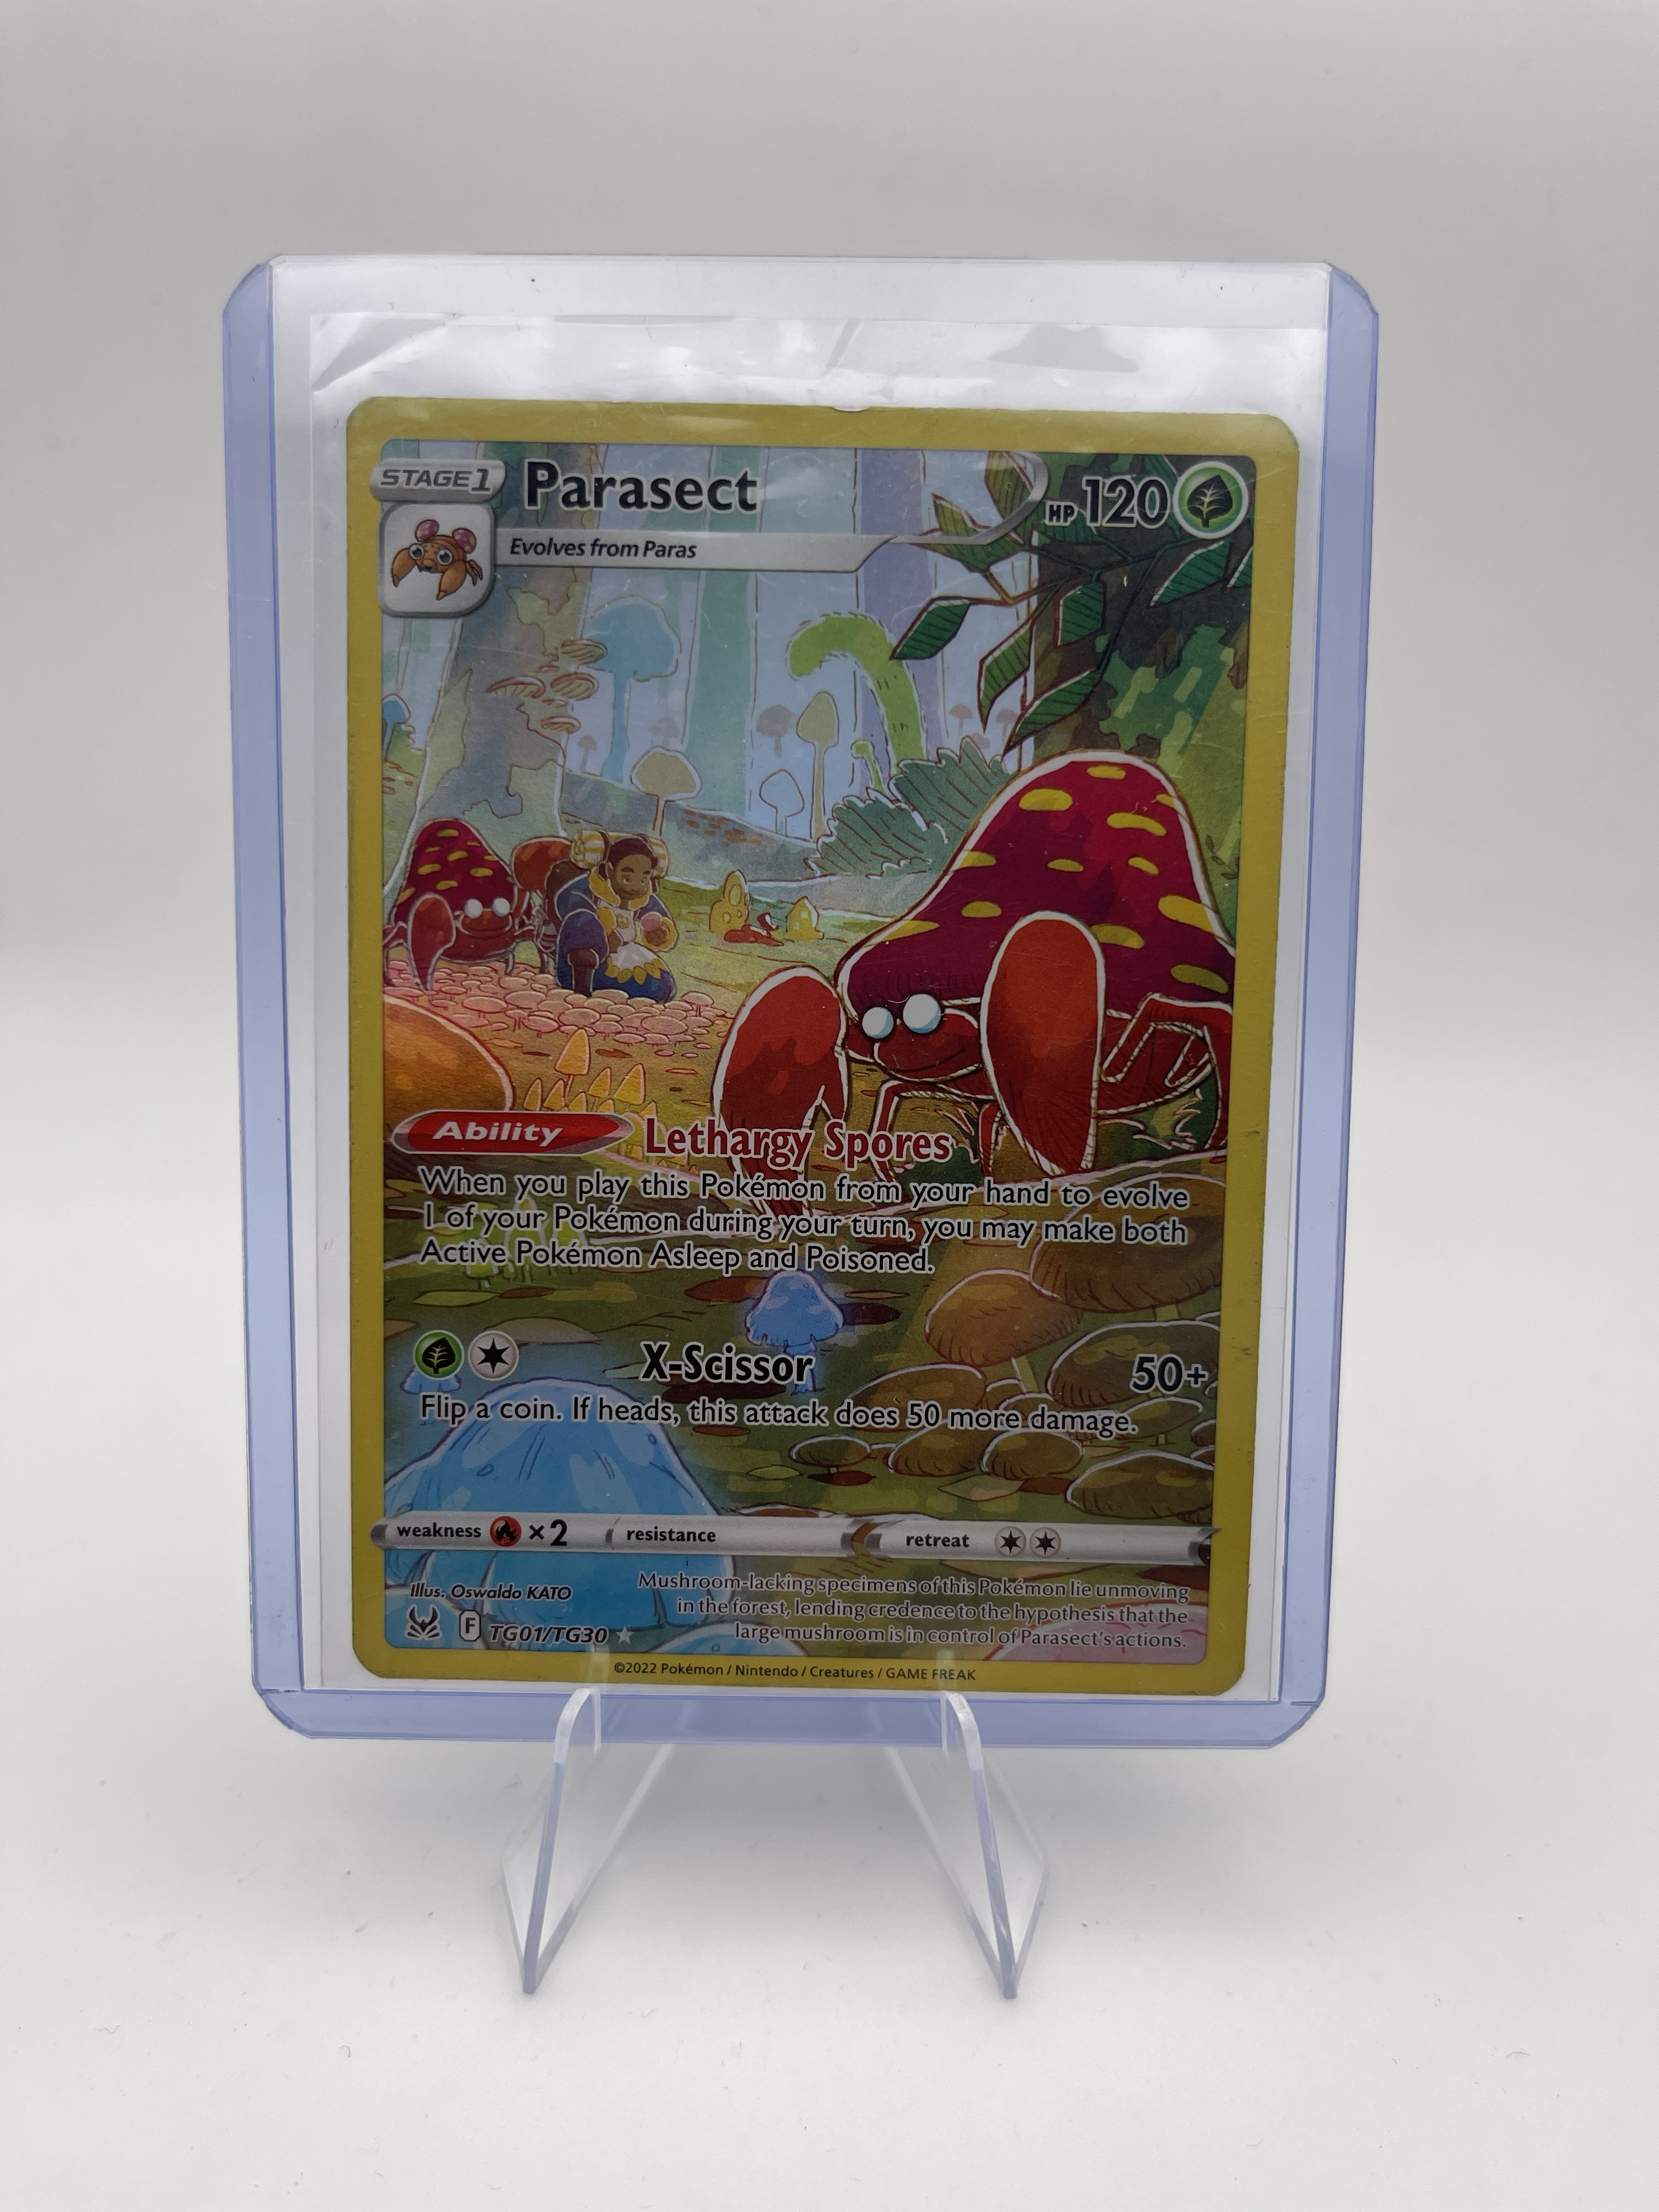 STAGE 1
Parasect
HP 120
Evolves from Paras
Ability
Lethargy Spores
When you play this Pokémon from your hand to evolve
1 of your Pokémon during your turn, you may make both
Active Pokémon Asleep and Poisoned.
X-Scissor
50+
Flip a coin. If heads, this attack does 50 more damage.
weakness ×2
resistance
retreat
Illus. Oswaldo KATO
F TG01/TG30
Mushroom-lacking specimens of this Pokémon lie unmoving
in the forest, lending credence to the hypothesis that the
large mushroom is in control of Parasect's actions.
©2022 Pokémon / Nintendo / Creatures / GAME FREAK